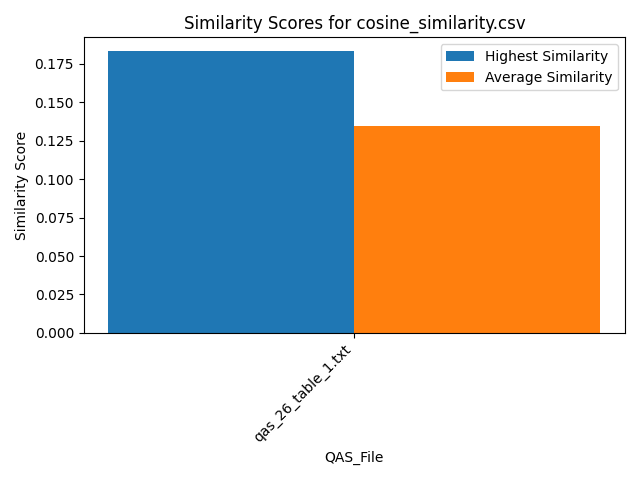 Similarity Scores for cosine_similarity.csv
Highest Similarity
Average Similarity
Similarity Score
0.175
0.150
0.125
0.100
0.075
0.050
0.025
0.000
qas_26_table_1.txt
QAS_File